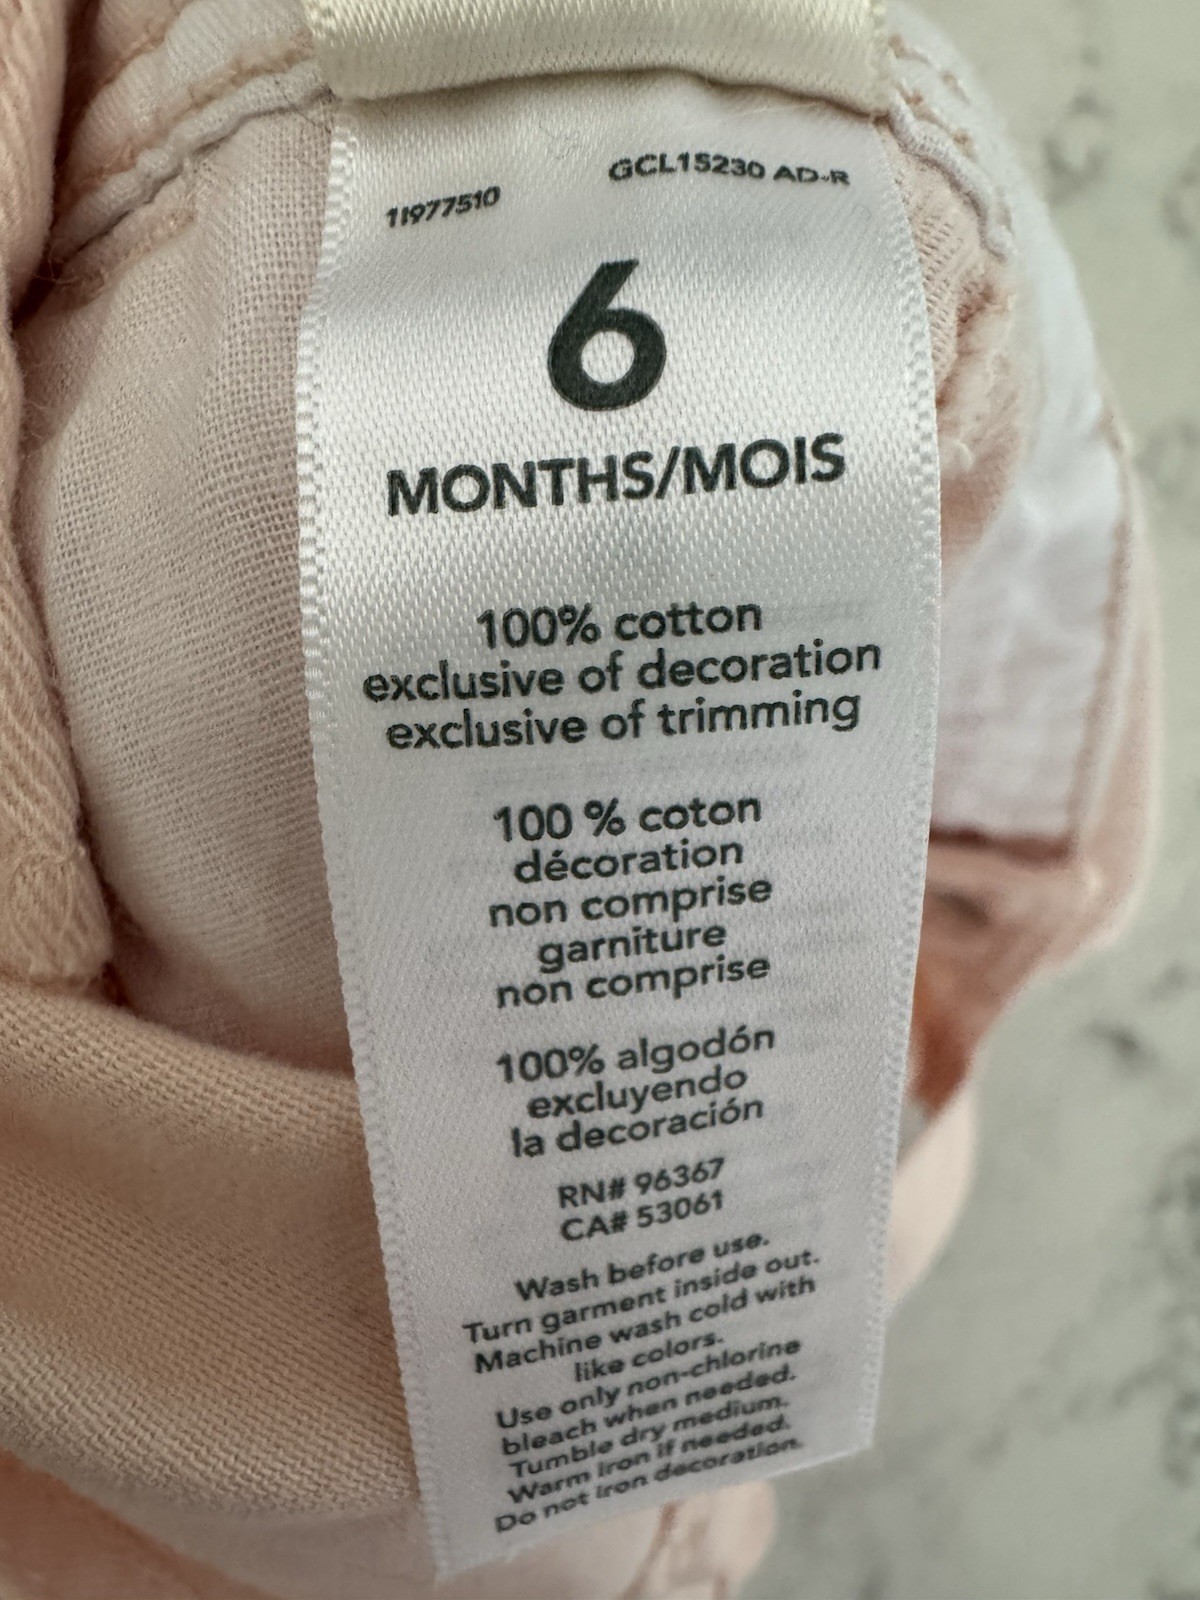 1I977510
GCL15230 AD-R
6
MONTHS/MOIS
100% cotton
exclusive of decoration
exclusive of trimming
100 % coton
décoration
non comprise
garniture
non comprise
100% algodón
excluyendo
la decoración
RN# 96367
CA# 53061
Wash before use.
Turn garment inside out.
Machine wash cold with
like colors.
Use only non-chlorine
bleach when needed.
Tumble dry medium.
Warm iron if needed.
Do not iron decoration.